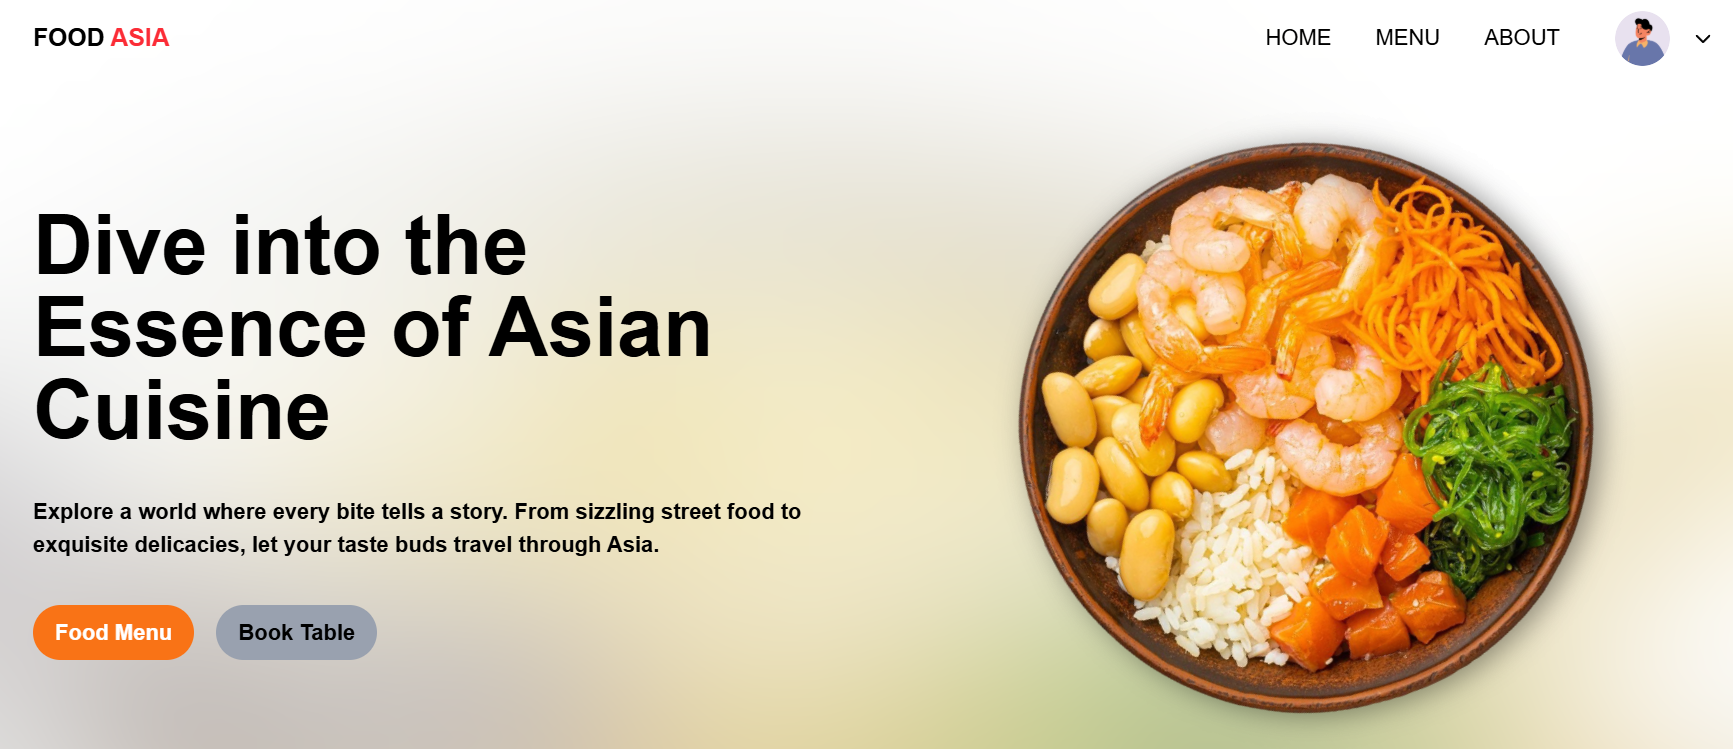 FOOD ASIA
HOME MENU ABOUT
Dive into the
Essence of Asian
Cuisine
Explore a world where every bite tells a story. From sizzling street food to
exquisite delicacies, let your taste buds travel through Asia.
Food Menu Book Table